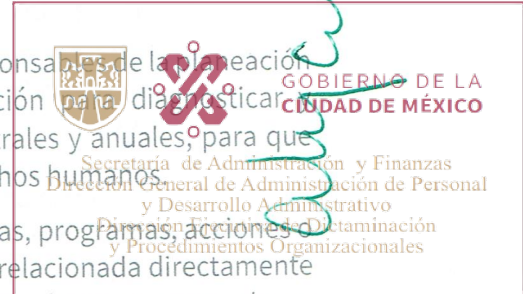 onsables de la planeación
GOBIERNO DE LA
ción para diagnosticar,
CIUDAD DE MÉXICO
trales y anuales, para que
Secretaría de Administración y Finanzas
hos humanos.
Dirección General de Administración de Personal
y Desarrollo Administrativo
as, programas, acciones o
Dirección Ejecutiva de Dictaminación
y Procedimientos Organizacionales
relacionada directamente